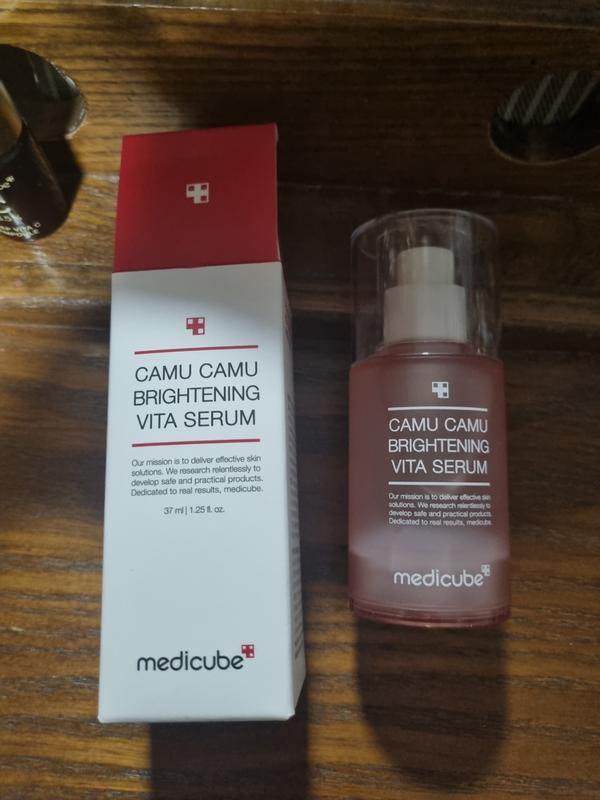 CAMU CAMU
BRIGHTENING
VITA SERUM
Our mission is to deliver effective skin
solutions. We research relentlessly to
develop safe and practical products.
Dedicated to real results, medicube.
37 ml | 1.25 fl. oz.
medicube
CAMU CAMU
BRIGHTENING
VITA SERUM
Our mission is to deliver effective skin
solutions. We research relentlessly to
develop safe and practical products.
Dedicated to real results, medicube.
medicube